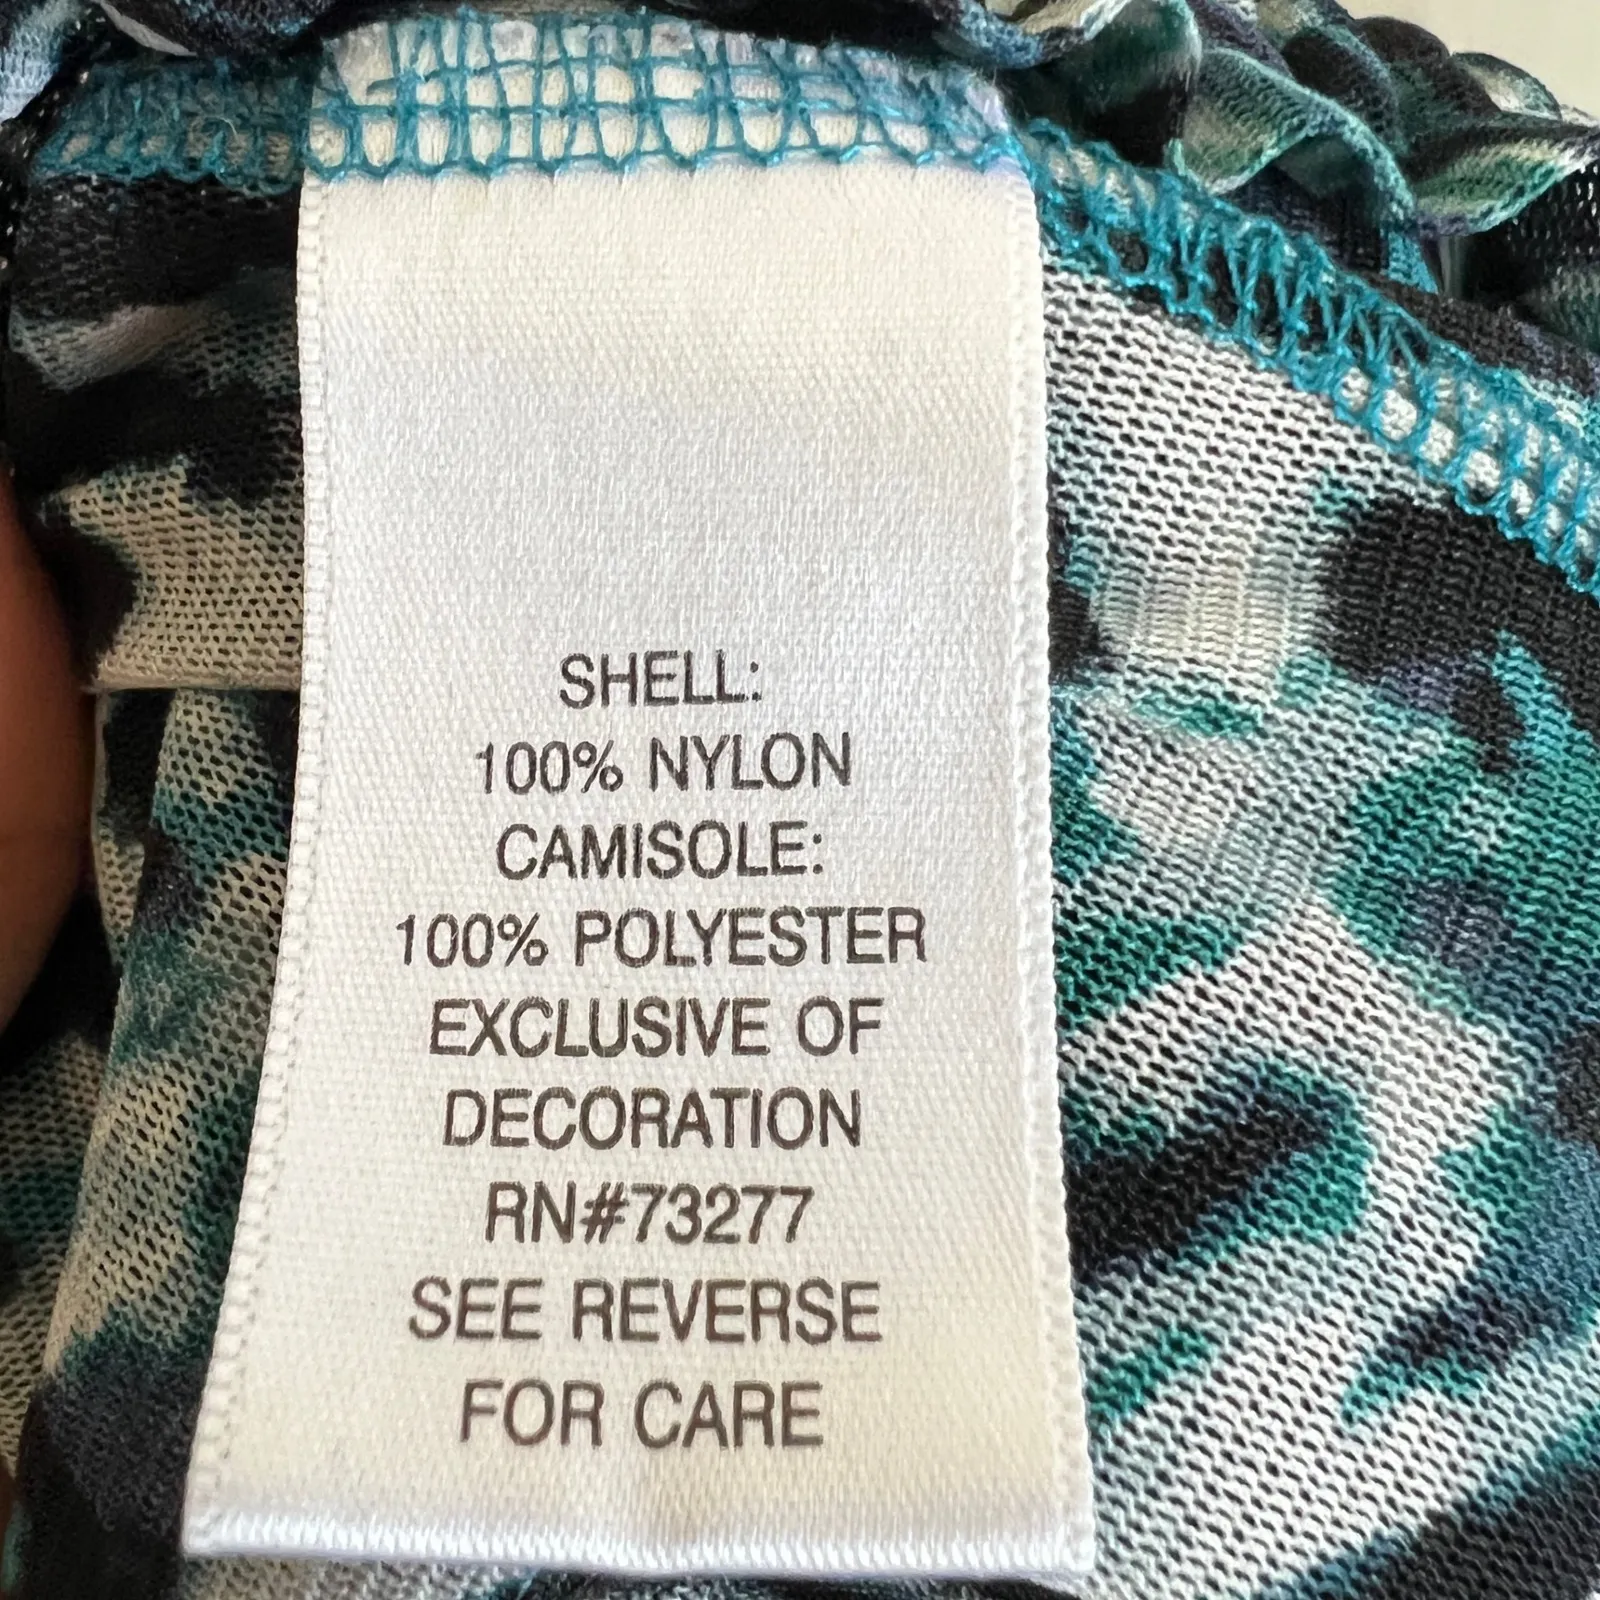 SHELL:
100% NYLON
CAMISOLE:
100% POLYESTER
EXCLUSIVE OF
DECORATION
RN#73277
SEE REVERSE
FOR CARE